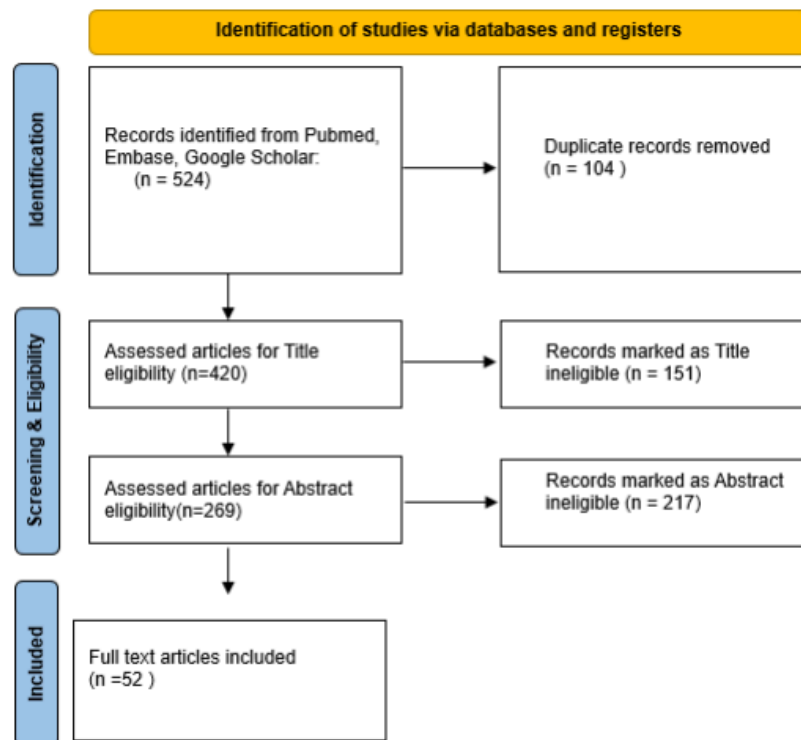 Identification of studies via databases and registers
Identification
Records identified from Pubmed,
Embase, Google Scholar:
(n = 524)
Duplicate records removed
(n = 104 )
Screening & Eligibility
Assessed articles for Title
eligibility (n=420)
Records marked as Title
ineligible (n = 151)
Assessed articles for Abstract
eligibility(n=269)
Records marked as Abstract
ineligible (n = 217)
Included
Full text articles included
(n =52 )